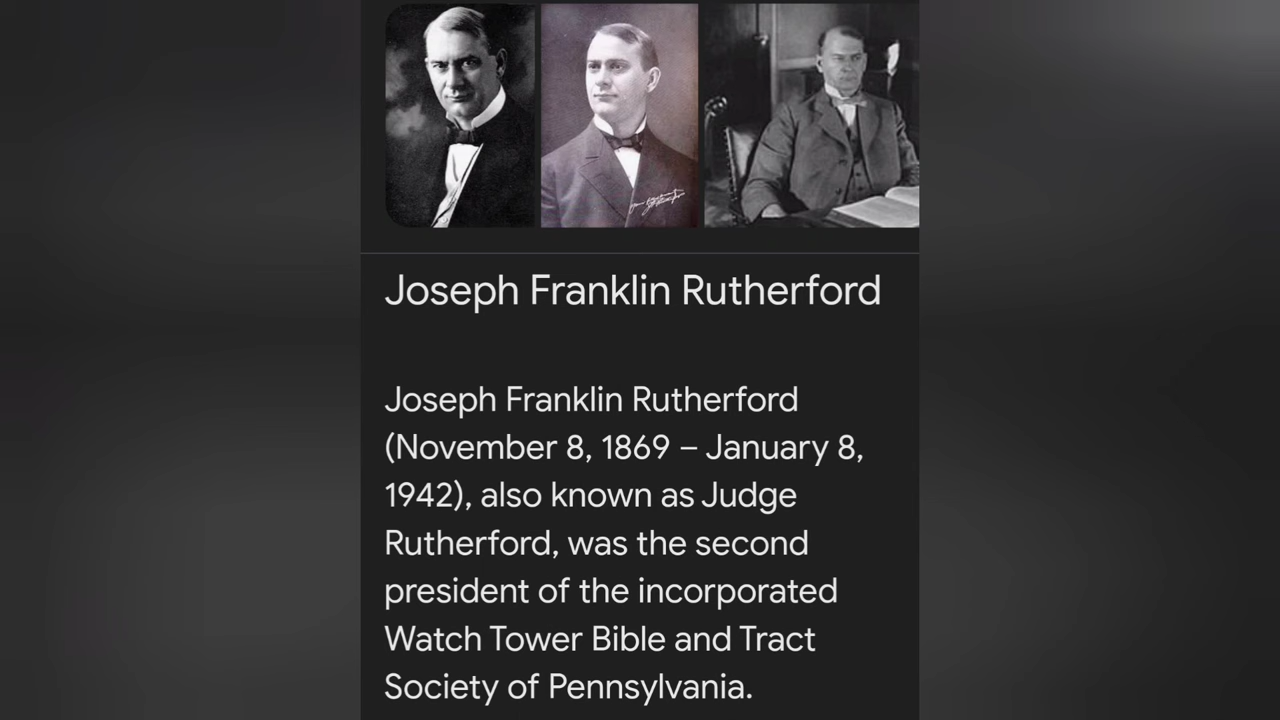 Joseph Franklin Rutherford
Joseph Franklin Rutherford
(November 8, 1869 – January 8,
1942), also known as Judge
Rutherford, was the second
president of the incorporated
Watch Tower Bible and Tract
Society of Pennsylvania.